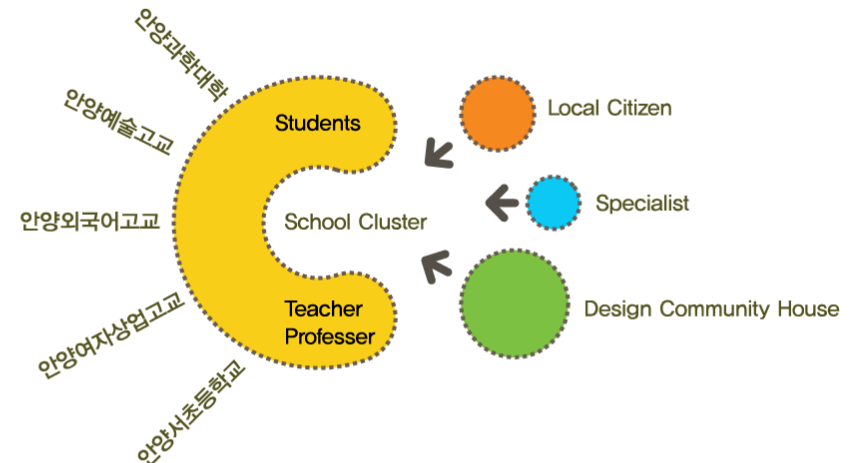 안양과학대학
안양예술고교
안양외국어고교
안양여자상업고교
안양서초등학교
Students
School Cluster
Teacher
Professer
Local Citizen
Specialist
Design Community House